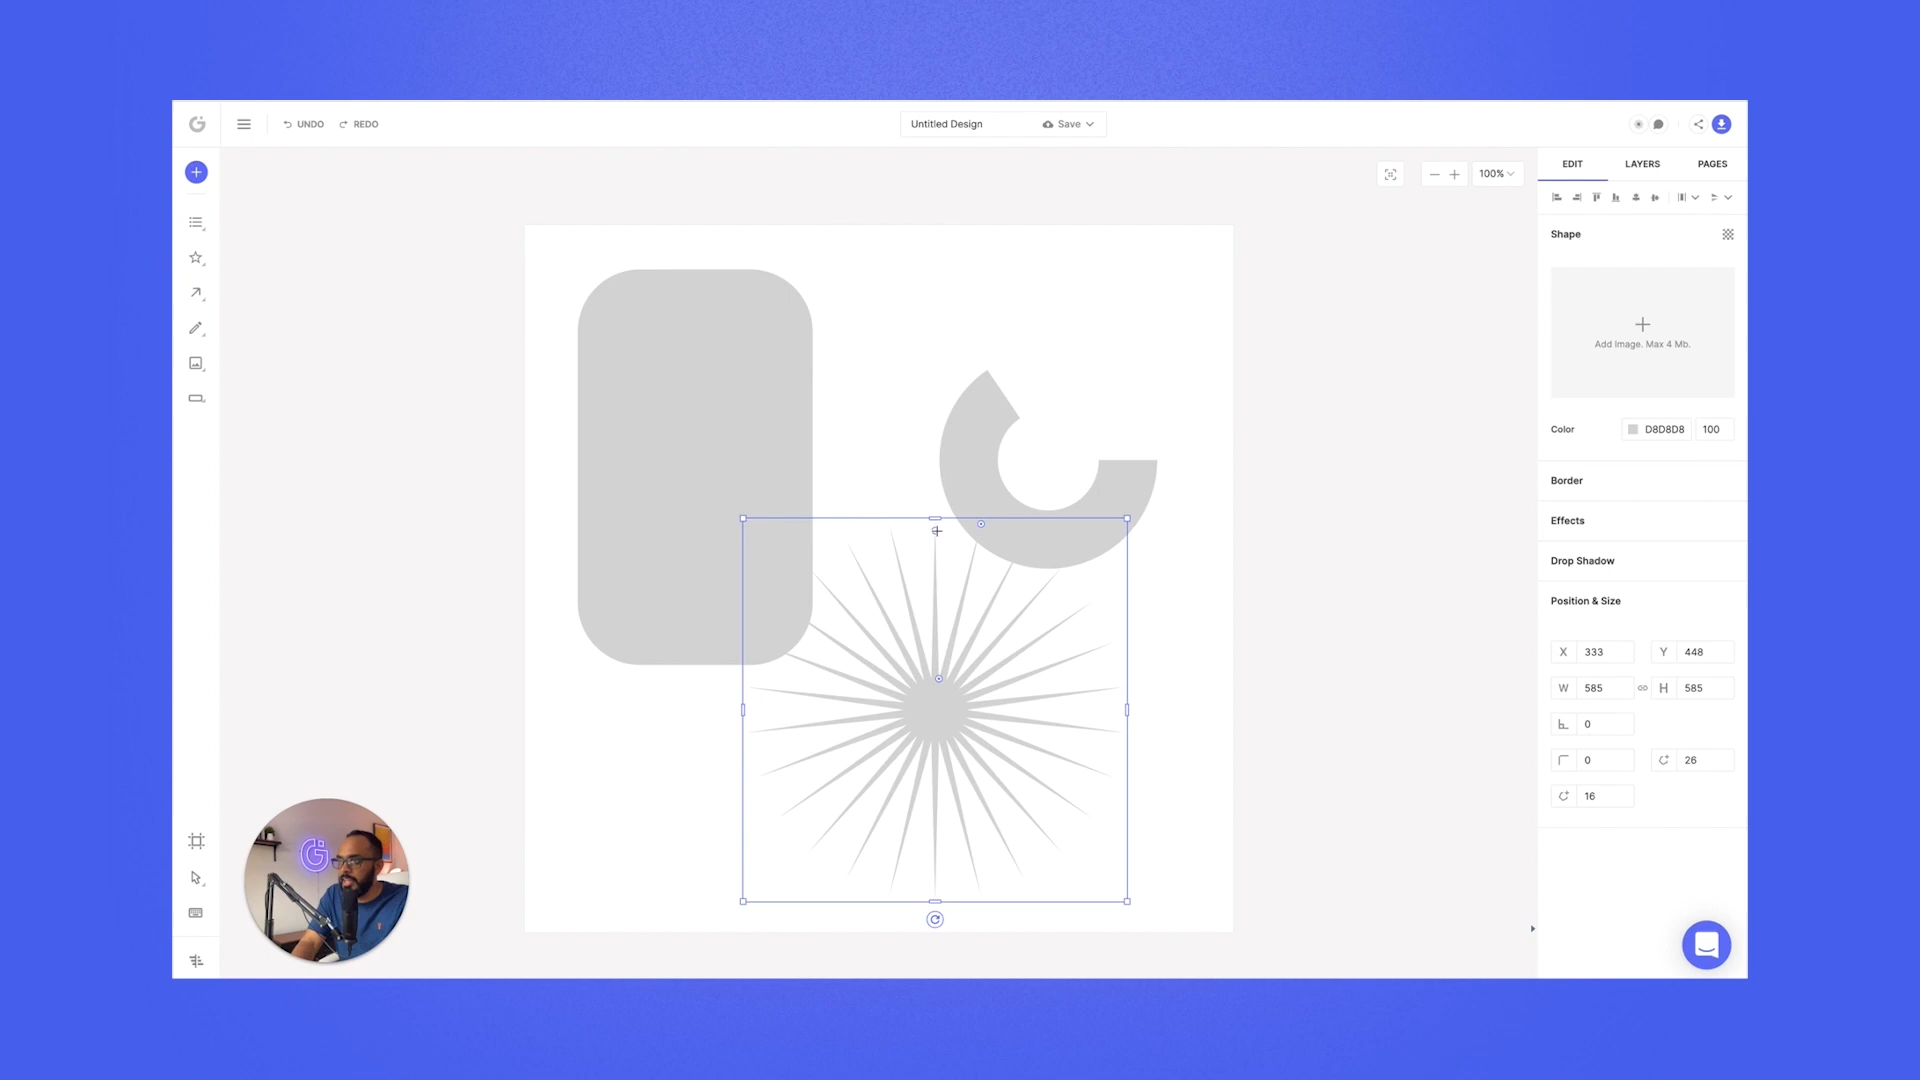 UNDO
REDO
Untitled Design
Save
100%
EDIT
LAYERS
PAGES
Shape
Add Image. Max 4 Mb.
Color
D8D8D8
100
Border
Effects
Drop Shadow
Position & Size
X 333
Y 448
W 585
H 585
0
0
26
16